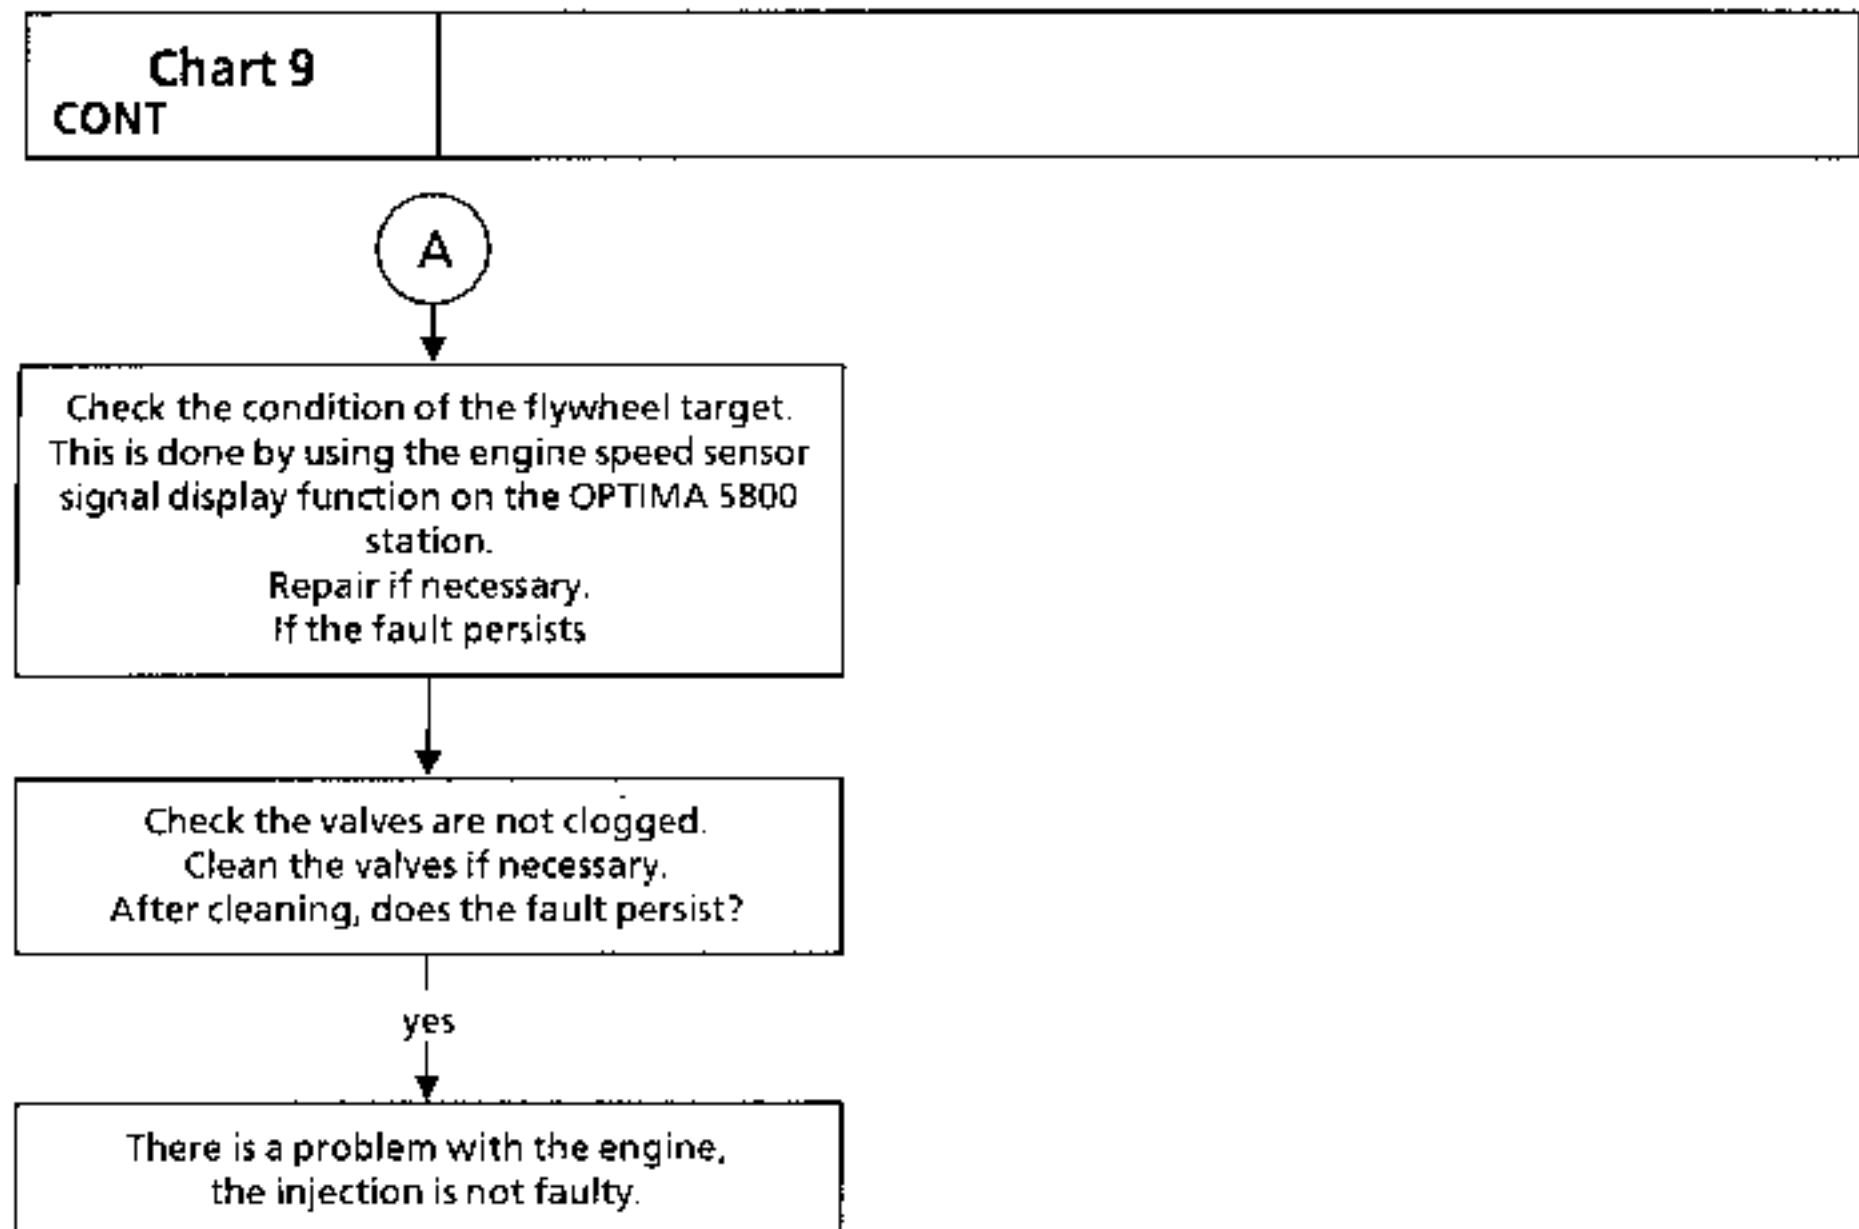 Chart 9
CONT
A
Check the condition of the flywheel target.
This is done by using the engine speed sensor
signal display function on the OPTIMA 5800
station.
Repair if necessary.
If the fault persists
Check the valves are not clogged.
Clean the valves if necessary.
After cleaning, does the fault persist?
yes
There is a problem with the engine,
the injection is not faulty.